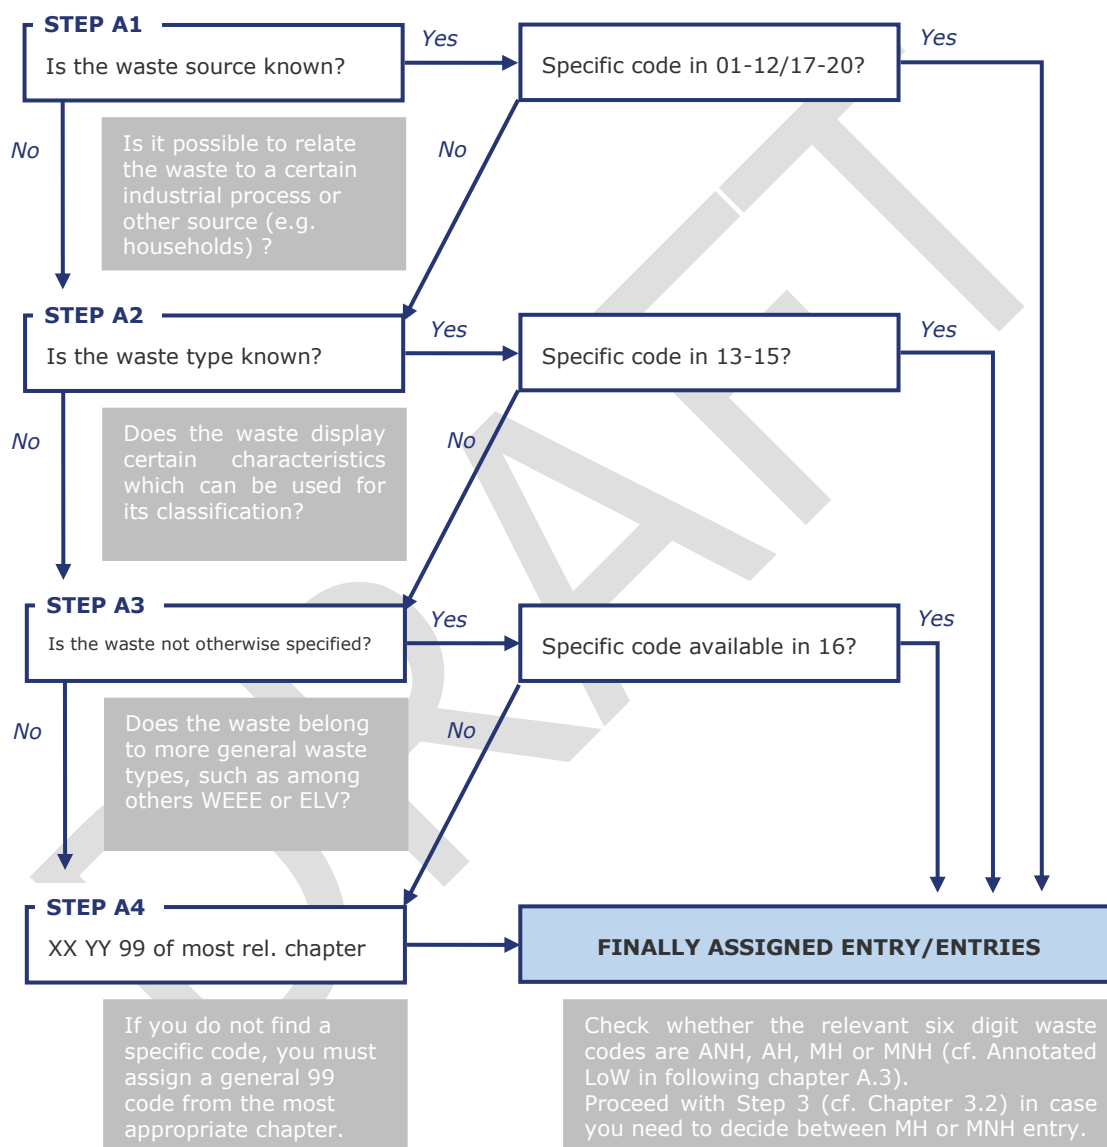 STEP A1
Is the waste source known?
Yes
Specific code in 01-12/17-20?
Yes
No
Is it possible to relate
the waste to a certain
industrial process or
other source (e.g.
households) ?
No
STEP A2
Is the waste type known?
Yes
Specific code in 13-15?
Yes
No
Does the waste display
certain characteristics
which can be used for
its classification?
No
STEP A3
Is the waste not otherwise specified?
Yes
Specific code available in 16?
Yes
No
Does the waste belong
to more general waste
types, such as among
others WEEE or ELV?
No
STEP A4
XX YY 99 of most rel. chapter
FINALLY ASSIGNED ENTRY/ENTRIES
If you do not find a
specific code, you must
assign a general 99
code from the most
appropriate chapter.
Check whether the relevant six digit waste
codes are ANH, AH, MH or MNH (cf. Annotated
LoW in following chapter A.3).
Proceed with Step 3 (cf. Chapter 3.2) in case
you need to decide between MH or MNH entry.
DRAFT